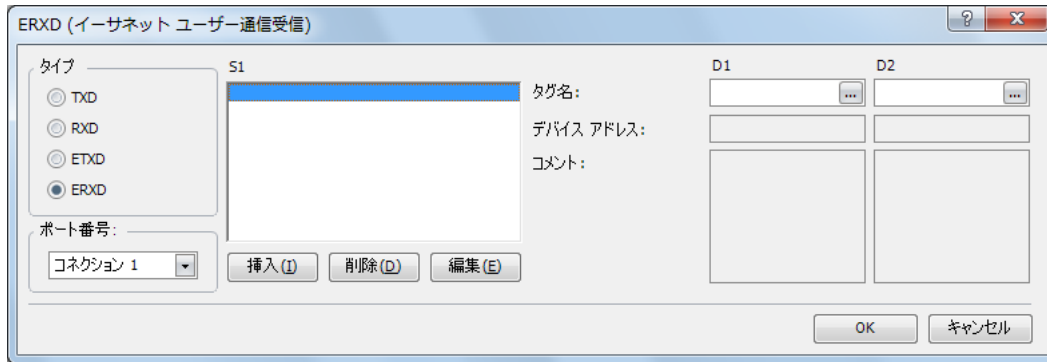 ERXD (イーサネット ユーザー通信受信)
タイプ
TXD
RXD
ETXD
ERXD
ポート番号:
コネクション 1
S1
挿入(I)
削除(D)
編集(E)
D1
D2
タグ名:
...
...
デバイス アドレス:
コメント:
OK
キャンセル